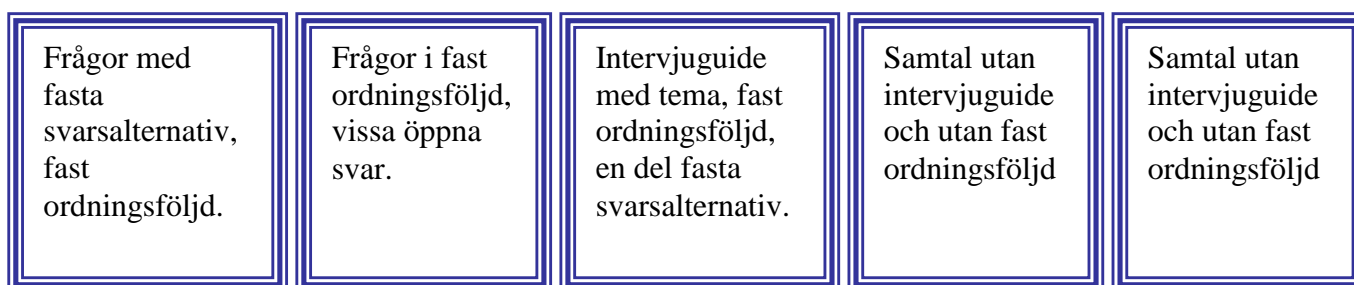 Frågor med
fasta
svarsalternativ,
fast
ordningsföljd.
Frågor i fast
ordningsföljd,
vissa öppna
svar.
Intervjuguide
med tema, fast
ordningsföljd,
en del fasta
svarsalternativ.
Samtal utan
intervjuguide
och utan fast
ordningsföljd
Samtal utan
intervjuguide
och utan fast
ordningsföljd